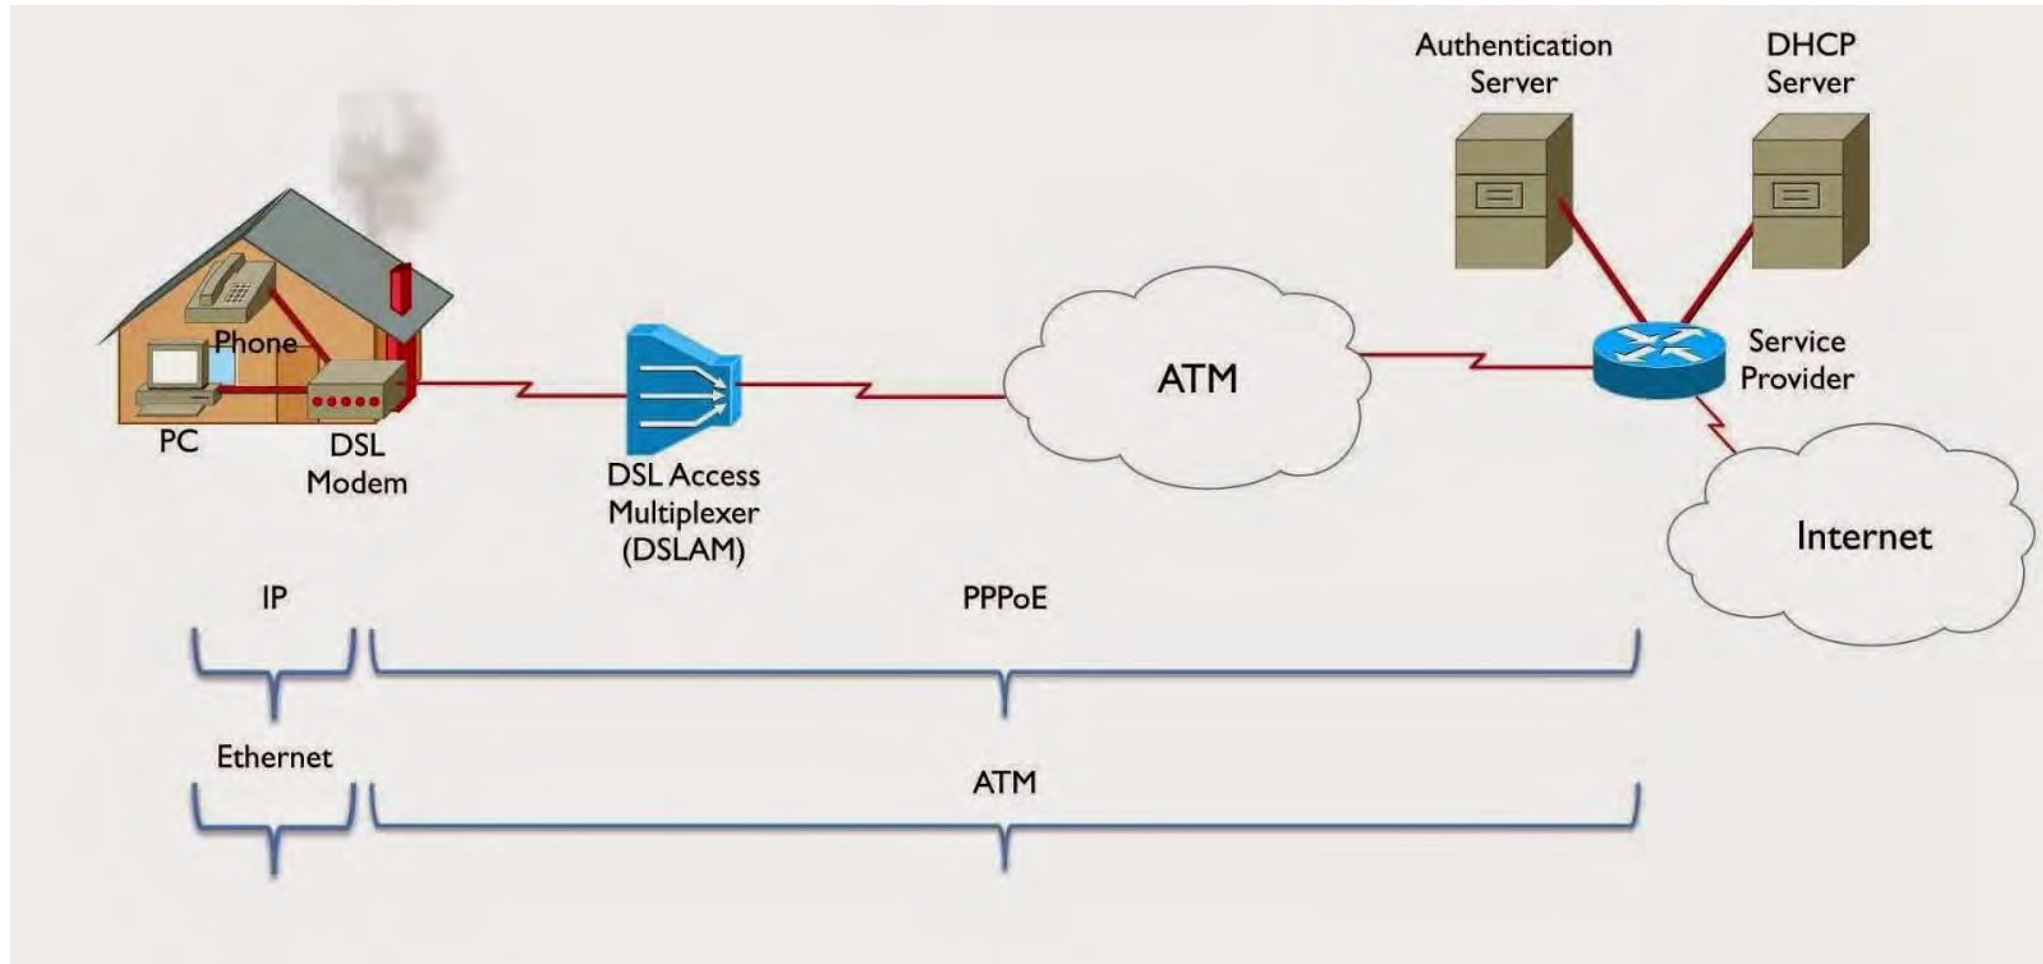 Authentication
Server
DHCP
Server
Phone
PC
DSL
Modem
DSL Access
Multiplexer
(DSLAM)
ATM
Service
Provider
Internet
IP
PPPoE
Ethernet
ATM